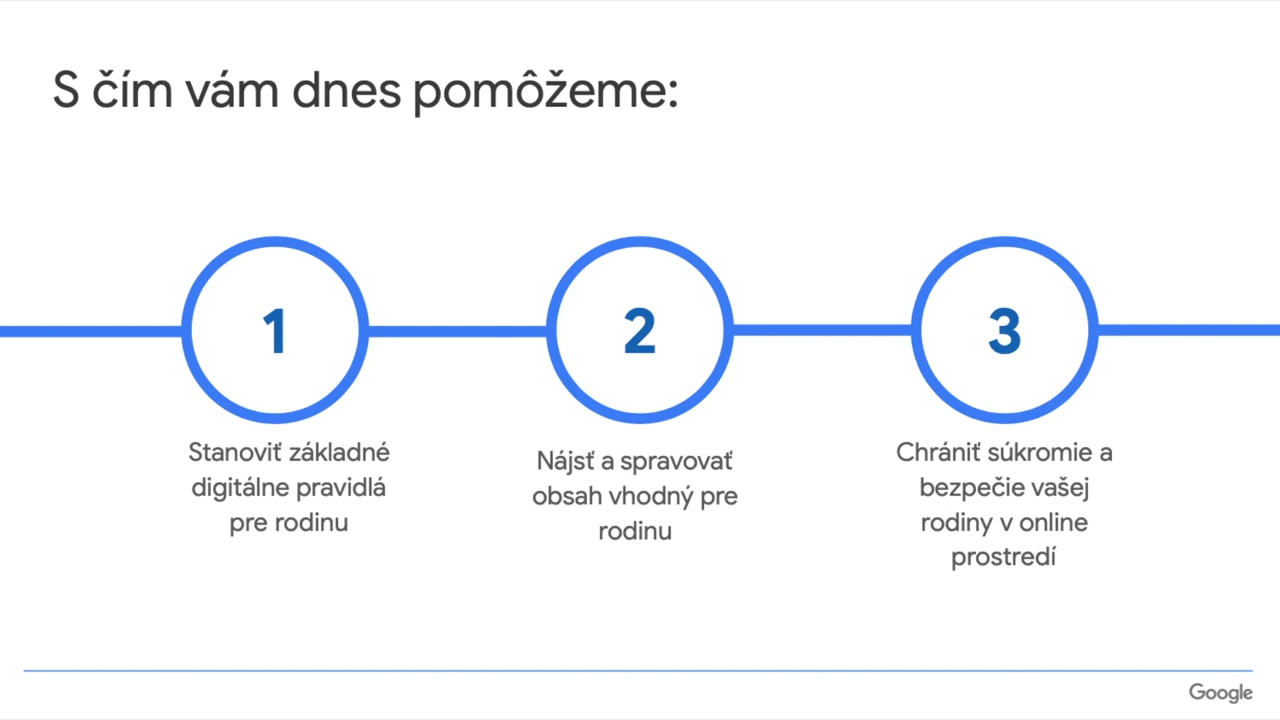 S čím vám dnes pomôžeme:
1
Stanoviť základné
digitálne pravidlá
pre rodinu
2
Nájsť a spravovať
obsah vhodný pre
rodinu
3
Chrániť súkromie a
bezpečie vašej
rodiny v online
prostredí
Google